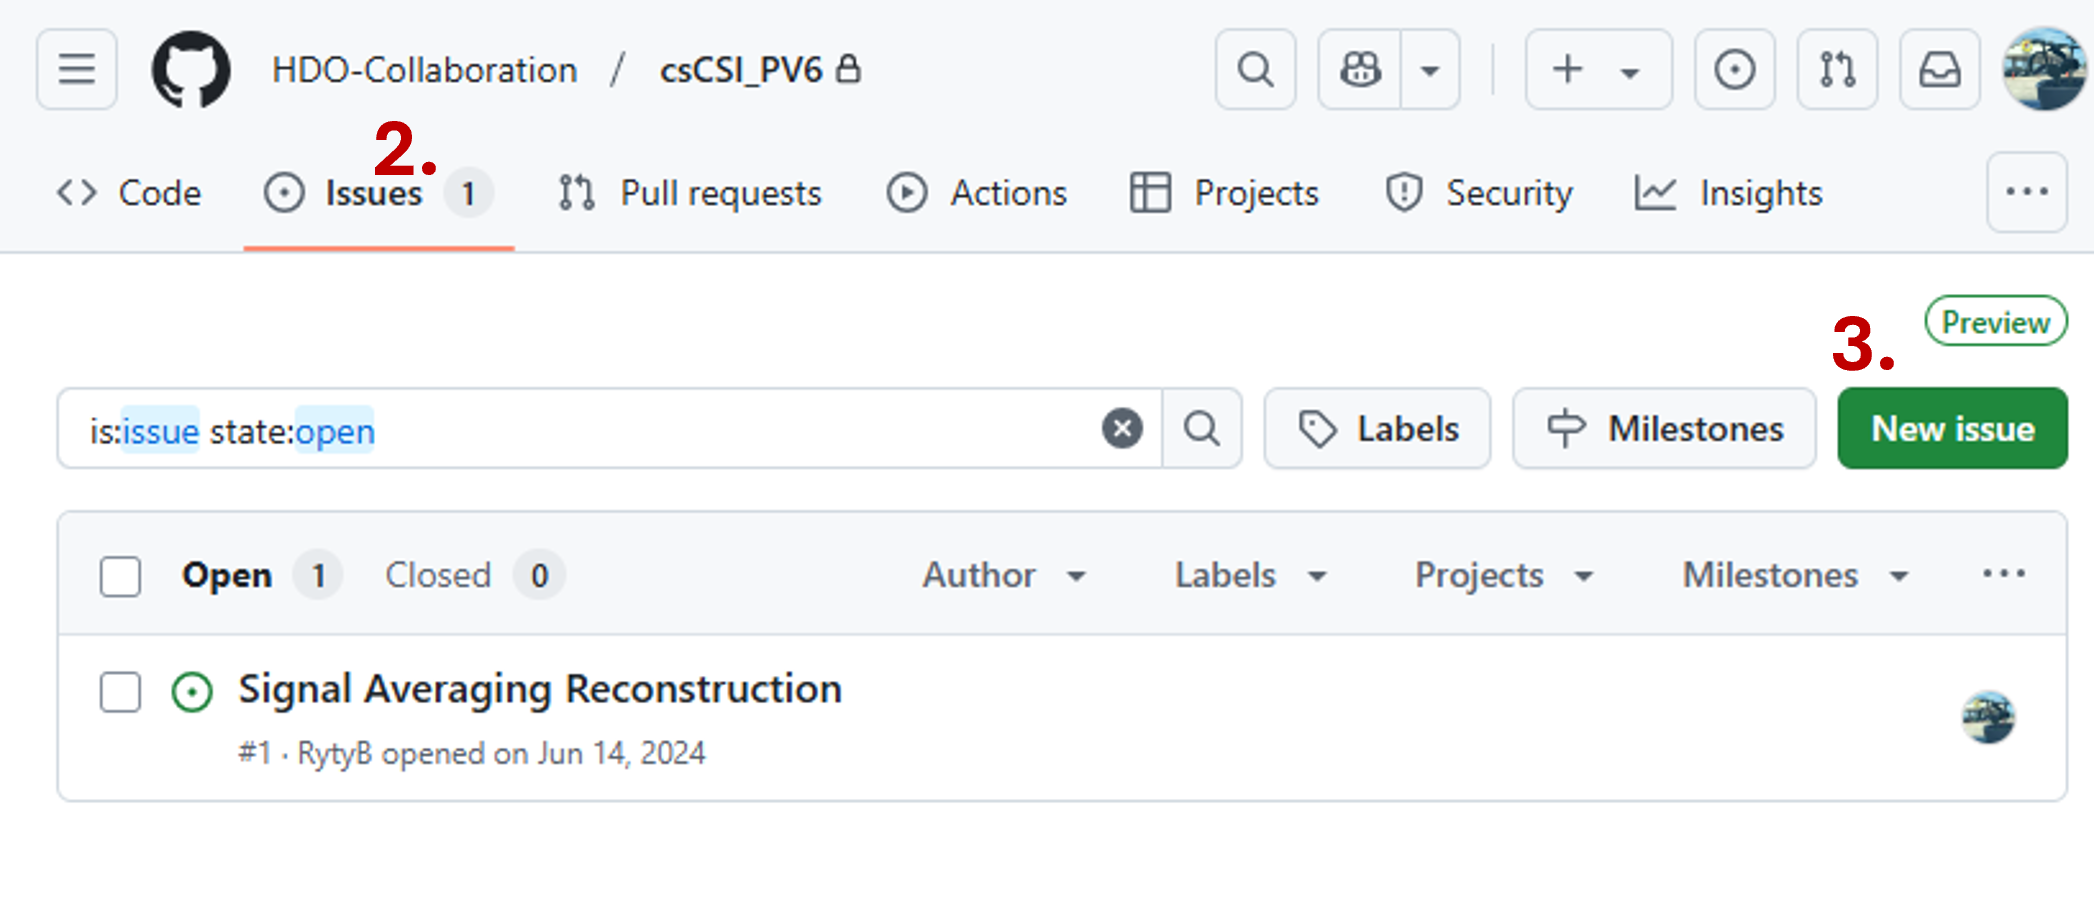 HDO-Collaboration / csCSI_PV6
2.
Code Issues 1 Pull requests Actions Projects Security Insights
Preview
3.
is:issue state:open Labels Milestones New issue
Open 1 Closed 0 Author Labels Projects Milestones
Signal Averaging Reconstruction
#1 · RytyB opened on Jun 14, 2024